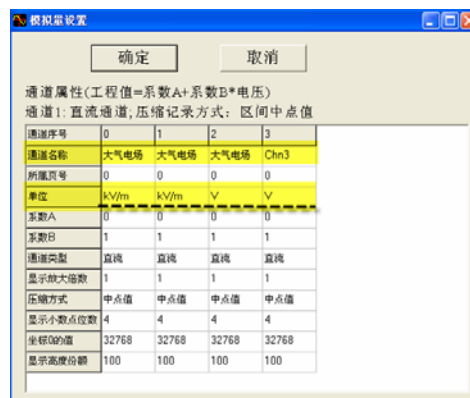 模拟量设置
确定 取消
通道属性(工程值=系数A+系数B*电压)
通道1:直流通道;压缩记录方式: 区间中点值
通道序号 0 1 2 3
通道名称 大气电场 大气电场 大气电场 Chn3
所属页号 0 0 0 0
单位 kV/m kV/m V V
系数A 0 0 0 0
系数B 1 1 1 1
通道类型 直流 直流 直流 直流
显示放大倍数 1 1 1 1
压缩方式 中点值 中点值 中点值 中点值
显示小数点位数 4 4 4 4
坐标0的值 32768 32768 32768 32768
显示高度份额 100 100 100 100